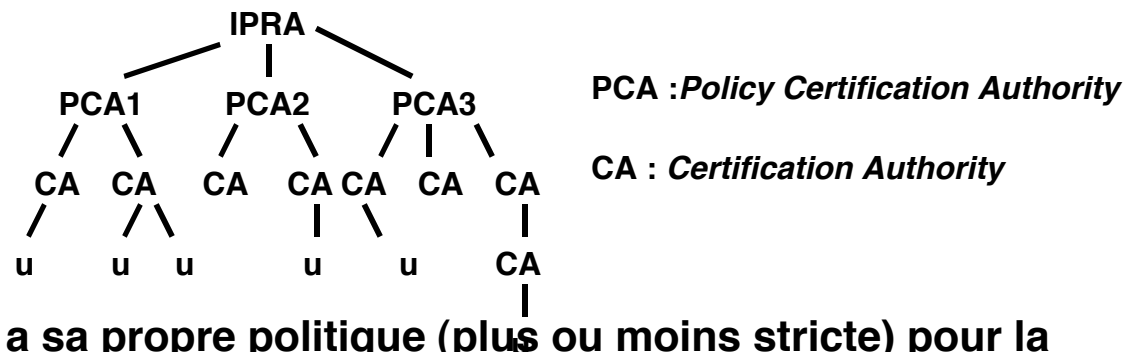 IPRA
PCA1 PCA2 PCA3
PCA :Policy Certification Authority
CA CA CA CA CA CA CA
CA : Certification Authority
u u u u u CA
a sa propre politique (plus ou moins stricte) pour la